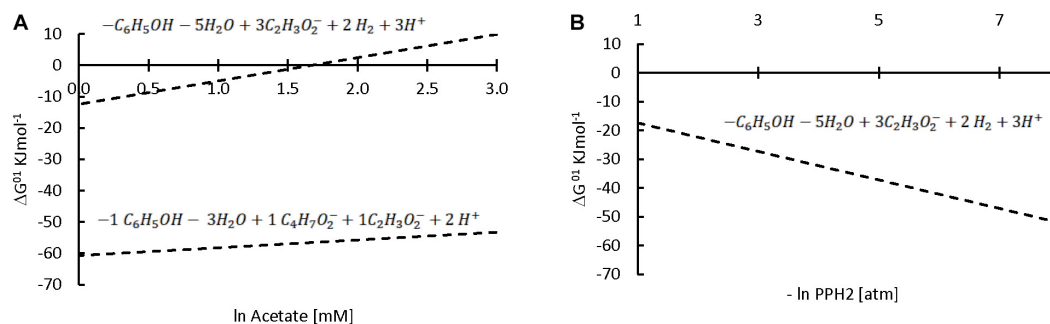 A
−C₆H₅OH − 5H₂O + 3C₂H₃O₂⁻ + 2 H₂ + 3H⁺
10
0
-10
-20
-30
-40
-50
-60
-70
0.0 0.5 1.0 1.5 2.0 2.5 3.0
ΔG⁰¹ KJmol⁻¹
−1 C₆H₅OH − 3H₂O + 1 C₄H₇O₂⁻ + 1C₂H₃O₂⁻ + 2 H⁺
ln Acetate [mM]
B
1 3 5 7
10
0
-10
-20
-30
-40
-50
-60
-70
ΔG⁰¹ KJmol⁻¹
−C₆H₅OH − 5H₂O + 3C₂H₃O₂⁻ + 2 H₂ + 3H⁺
- ln PPH2 [atm]